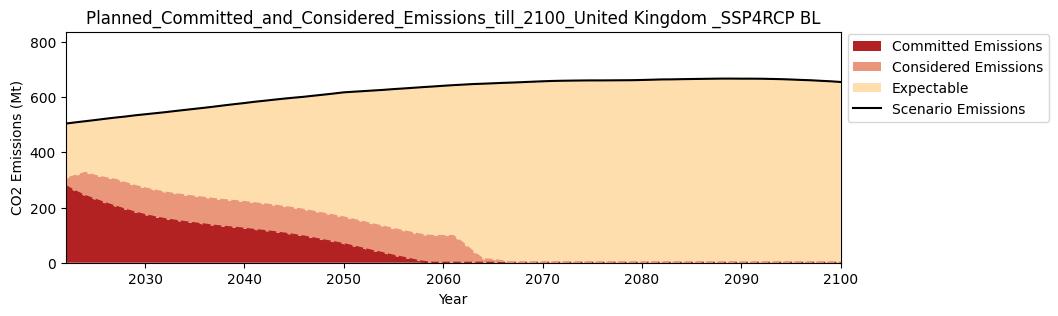 Planned_Committed_and_Considered_Emissions_till_2100_United Kingdom _SSP4RCP BL
Committed Emissions
Considered Emissions
Expectable
Scenario Emissions
CO2 Emissions (Mt)
800
600
400
200
0
2030 2040 2050 2060 2070 2080 2090 2100
Year